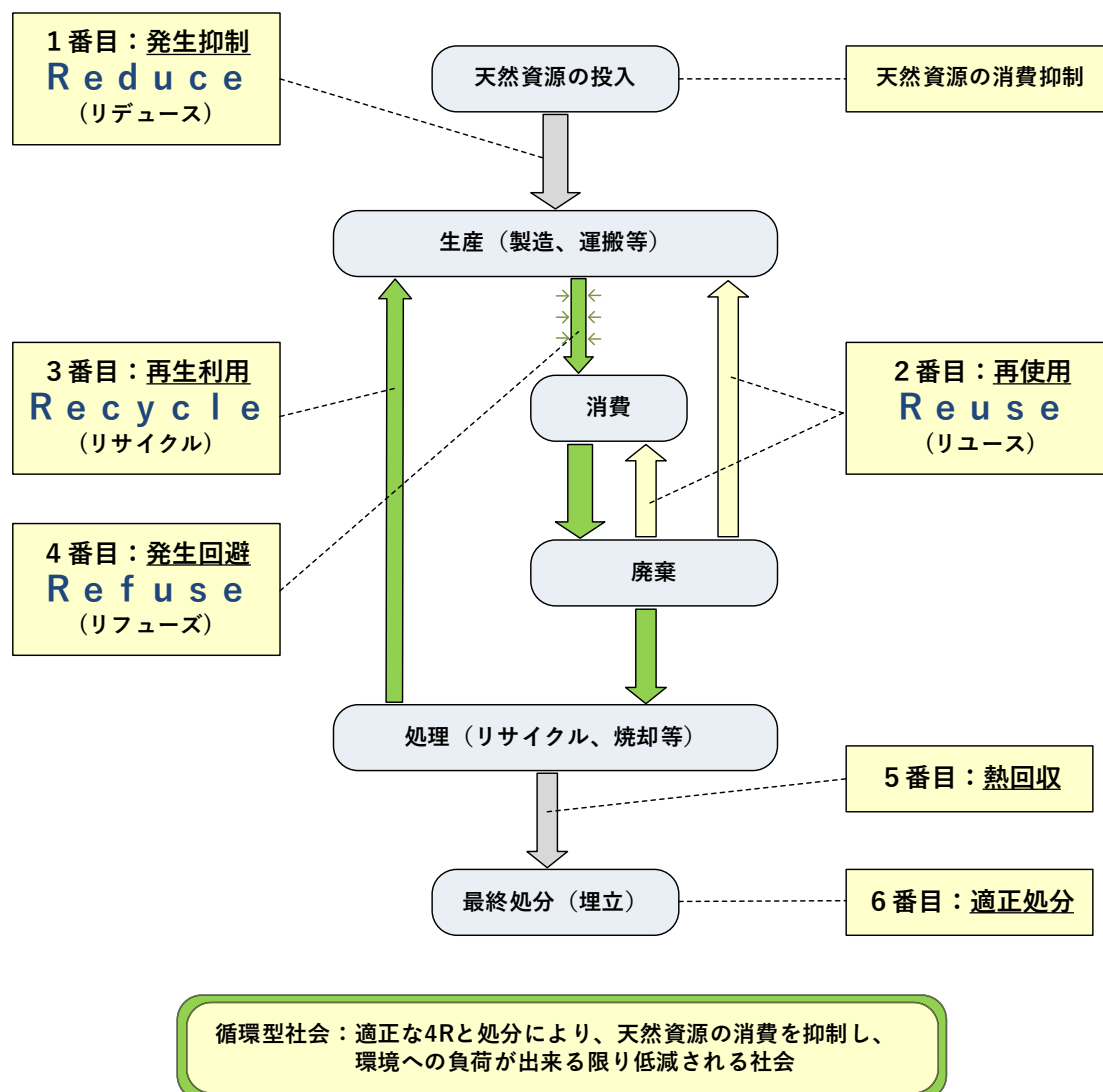 1番目：発生抑制
Ｒｅｄｕｃｅ
(リデュース)
天然資源の投入
天然資源の消費抑制
生産（製造、運搬等）
3番目：再生利用
Ｒｅｃｙｃｌｅ
(リサイクル)
消費
2番目：再使用
Ｒｅｕｓｅ
(リユース)
4番目：発生回避
Ｒｅｆｕｓｅ
(リフューズ)
廃棄
処理（リサイクル、焼却等）
5番目：熱回収
最終処分（埋立）
6番目：適正処分
循環型社会：適正な4Rと処分により、天然資源の消費を抑制し、
環境への負荷が出来る限り低減される社会